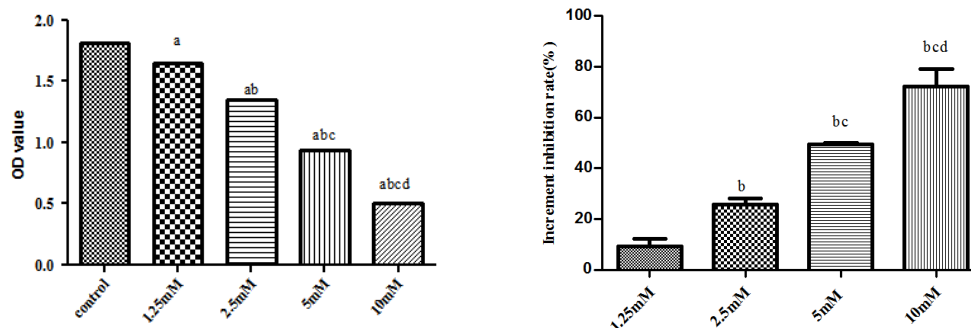 2.0
1.5
1.0
0.5
0.0
OD value
a
ab
abc
abcd
control
1.25mM
2.5mM
5mM
10mM
100
80
60
40
20
0
Increment inhibition rate(%)
b
bc
bcd
1.25mM
2.5mM
5mM
10mM